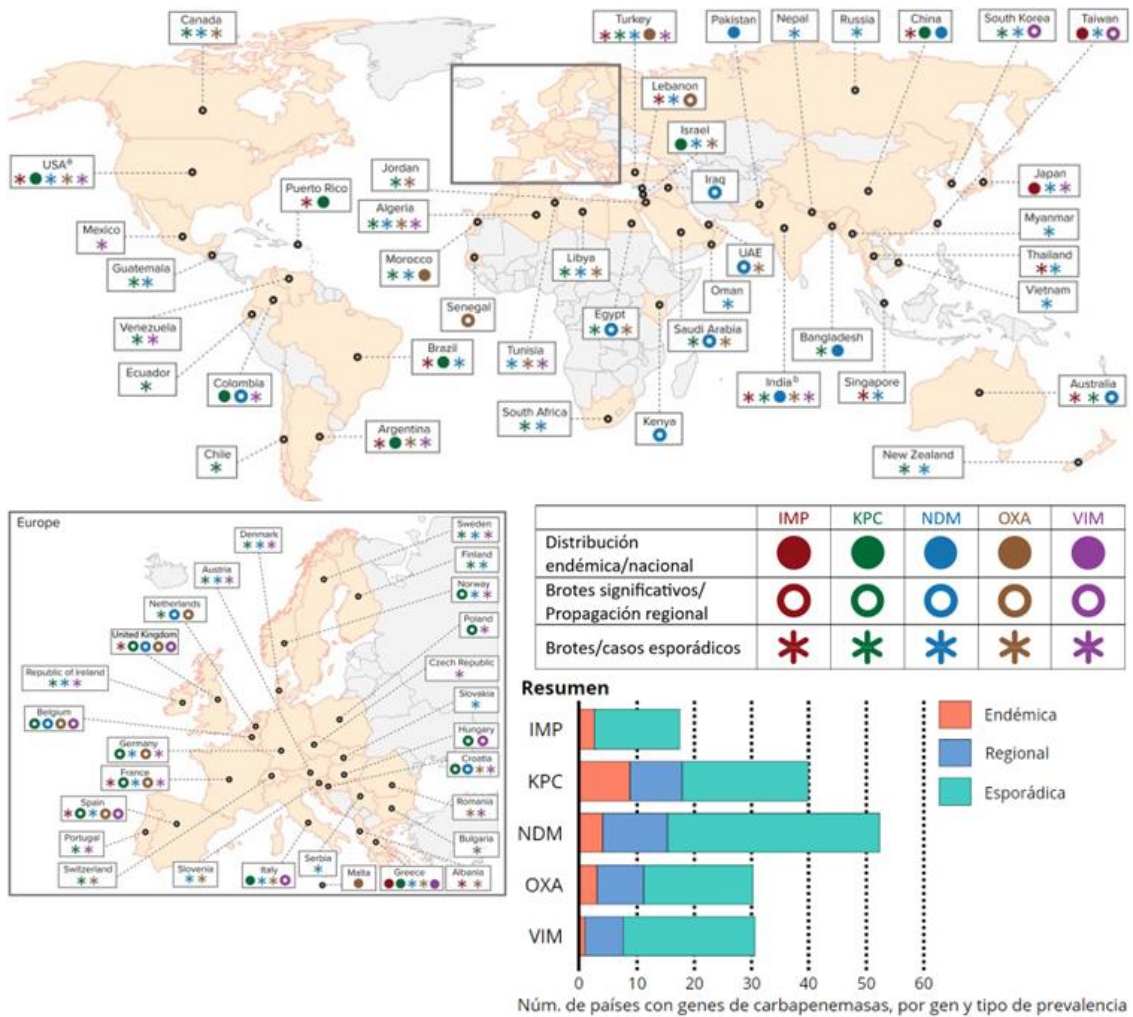 Canada
Turkey
Pakistan
Nepal
Russia
China
South Korea
Taiwan
Lebanon
Israel
USAª
Jordan
Iraq
Japan
Puerto Rico
Algeria
Mexico
Myanmar
Guatemala
Morocco
Libya
UAE
Thailand
Senegal
Oman
Vietnam
Venezuela
Egypt
Saudi Arabia
Brazil
Tunisia
Bangladesh
Ecuador
Colombia
Indiaᵇ
Singapore
Australia
South Africa
Kenya
Argentina
Chile
New Zealand
Europe
Sweden
Denmark
Finland
Austria
Norway
Netherlands
Poland
United Kingdom
Czech Republic
Republic of Ireland
Slovakia
Belgium
Hungary
Germany
Croatia
France
Romania
Spain
Bulgaria
Portugal
Serbia
Switzerland
Slovenia
Italy
Malta
Greece
Albania
IMP KPC NDM OXA VIM
Distribución
endémica/nacional
Brotes significativos/
Propagación regional
Brotes/casos esporádicos
Resumen
IMP
KPC
NDM
OXA
VIM
Endémica
Regional
Esporádica
0 10 20 30 40 50 60
Núm. de países con genes de carbapenemasas, por gen y tipo de prevalencia